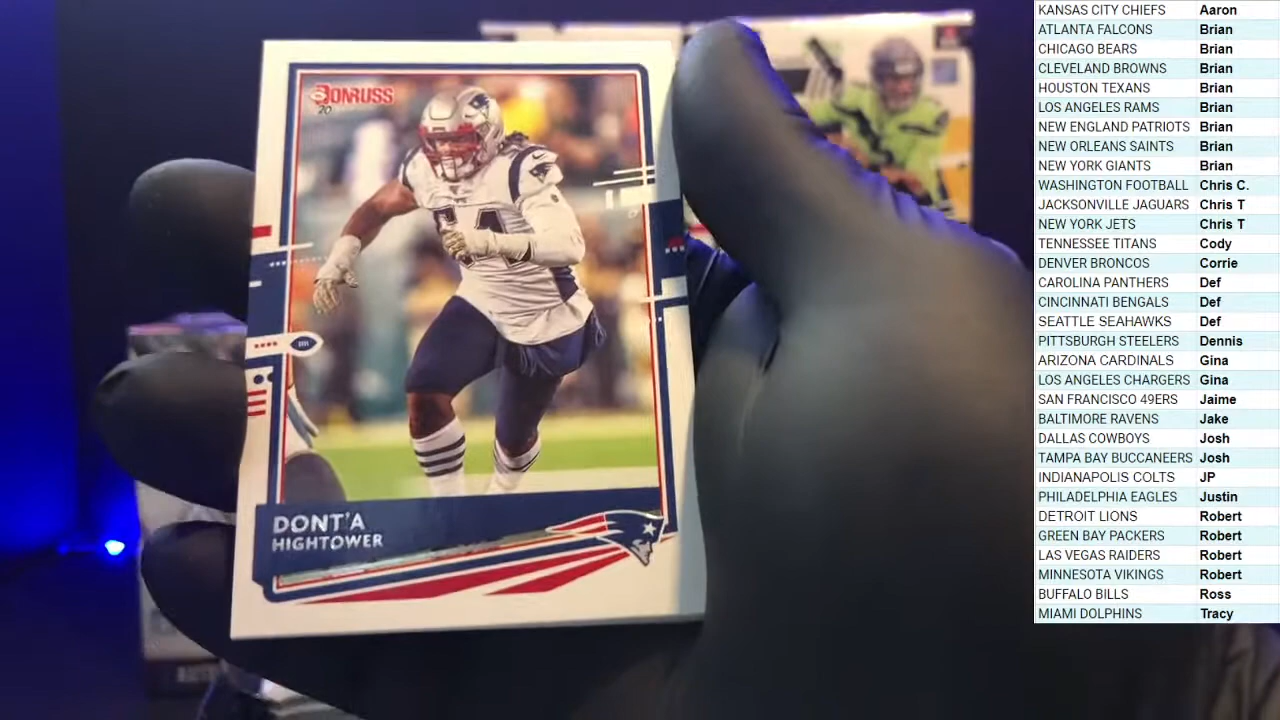 DONRUSS
20
54
DONT'A
HIGHTOWER
KANSAS CITY CHIEFS Aaron
ATLANTA FALCONS Brian
CHICAGO BEARS Brian
CLEVELAND BROWNS Brian
HOUSTON TEXANS Brian
LOS ANGELES RAMS Brian
NEW ENGLAND PATRIOTS Brian
NEW ORLEANS SAINTS Brian
NEW YORK GIANTS Brian
WASHINGTON FOOTBALL Chris C.
JACKSONVILLE JAGUARS Chris T
NEW YORK JETS Chris T
TENNESSEE TITANS Cody
DENVER BRONCOS Corrie
CAROLINA PANTHERS Def
CINCINNATI BENGALS Def
SEATTLE SEAHAWKS Def
PITTSBURGH STEELERS Dennis
ARIZONA CARDINALS Gina
LOS ANGELES CHARGERS Gina
SAN FRANCISCO 49ERS Jaime
BALTIMORE RAVENS Jake
DALLAS COWBOYS Josh
TAMPA BAY BUCCANEERS Josh
INDIANAPOLIS COLTS JP
PHILADELPHIA EAGLES Justin
DETROIT LIONS Robert
GREEN BAY PACKERS Robert
LAS VEGAS RAIDERS Robert
MINNESOTA VIKINGS Robert
BUFFALO BILLS Ross
MIAMI DOLPHINS Tracy